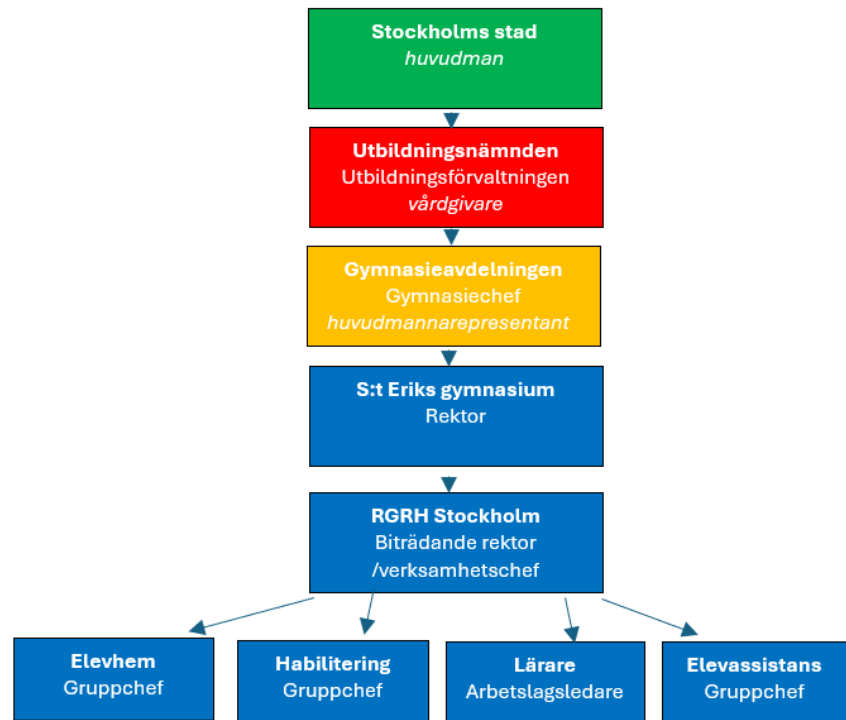 Stockholms stad
huvudman
Utbildningsnämnden
Utbildningsförvaltningen
vårdgivare
Gymnasieavdelningen
Gymnasiechef
huvudmannarepresentant
S:t Eriks gymnasium
Rektor
RGRH Stockholm
Biträdande rektor
/verksamhetschef
Elevhem
Gruppchef
Habilitering
Gruppchef
Lärare
Arbetslagsledare
Elevassistans
Gruppchef